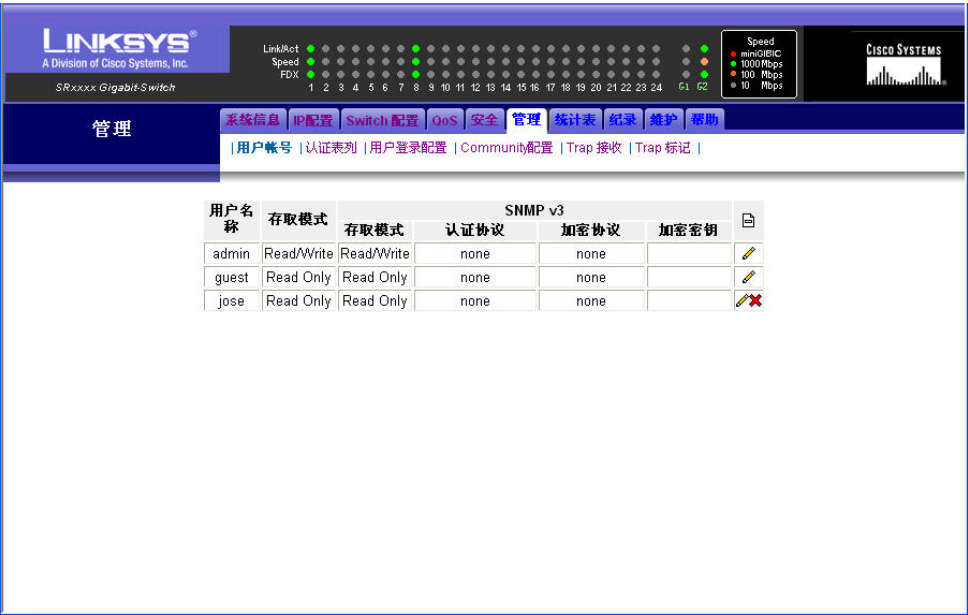 LINKSYS®
A Division of Cisco Systems, Inc.
SRxxxx Gigabit-Switch
Link/Act
Speed
FDX
1 2 3 4 5 6 7 8 9 10 11 12 13 14 15 16 17 18 19 20 21 22 23 24 G1 G2
Speed
miniGIBIC
1000Mbps
100 Mbps
10 Mbps
CISCO SYSTEMS
管理
系统信息 IP配置 Switch 配置 QoS 安全 管理 统计表 纪录 维护 帮助
|用户帐号 |认证表列 |用户登录配置 |Community配置 |Trap 接收 |Trap 标记 |
用户名称 存取模式 SNMP v3
存取模式 认证协议 加密协议 加密密钥
admin Read/Write Read/Write none none
guest Read Only Read Only none none
jose Read Only Read Only none none